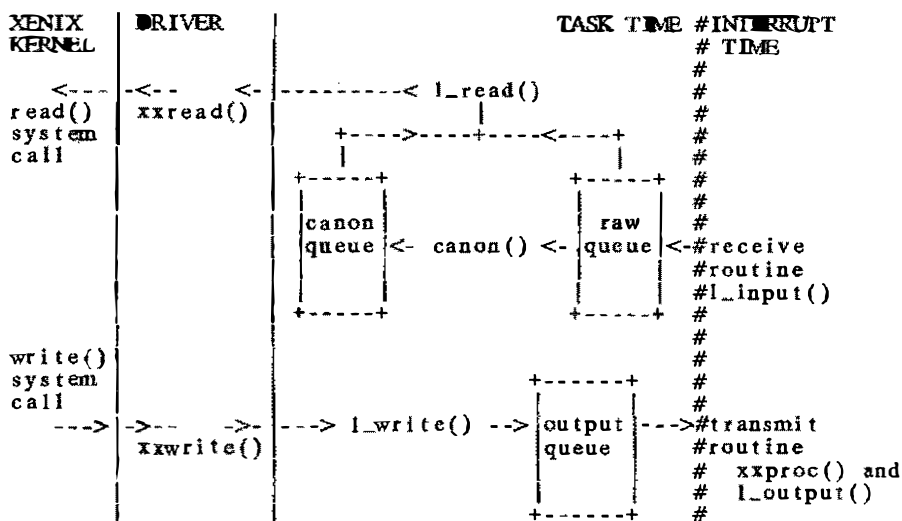 XENIX DRIVER TASK TIME #INTERRUPT
KERNEL # TIME
#
<---- -<-- <- --------< l_read() #
read() xxread() | #
system +---->----+----<-----+ #
call | | #
+------+ +------+ #
| | | | #
|canon | | raw | #
|queue |<- canon() <-|queue |<-#receive
| | | | #routine
| | | | #l_input()
+------+ +------+ #
#
write() #
system +-------+ #
call | | #
---> -->- ->- ---> l_write() -->|output |--->#transmit
xxwrite() |queue | #routine
| | # xxproc() and
| | # l_output()
+-------+ #